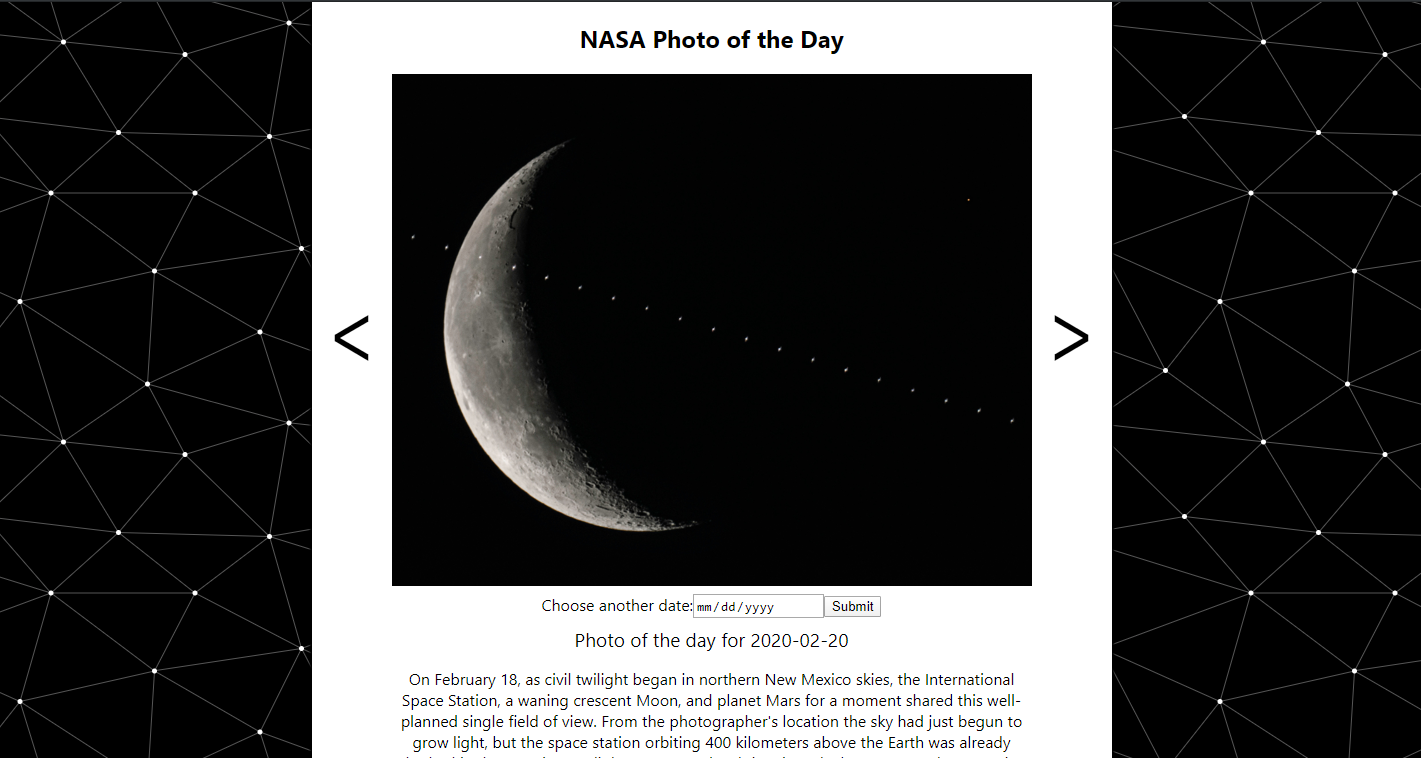 NASA Photo of the Day
<
>
Choose another date: mm/dd/yyyy Submit
Photo of the day for 2020-02-20
On February 18, as civil twilight began in northern New Mexico skies, the International
Space Station, a waning crescent Moon, and planet Mars for a moment shared this well-
planned single field of view. From the photographer's location the sky had just begun to
grow light, but the space station orbiting 400 kilometers above the Earth was already